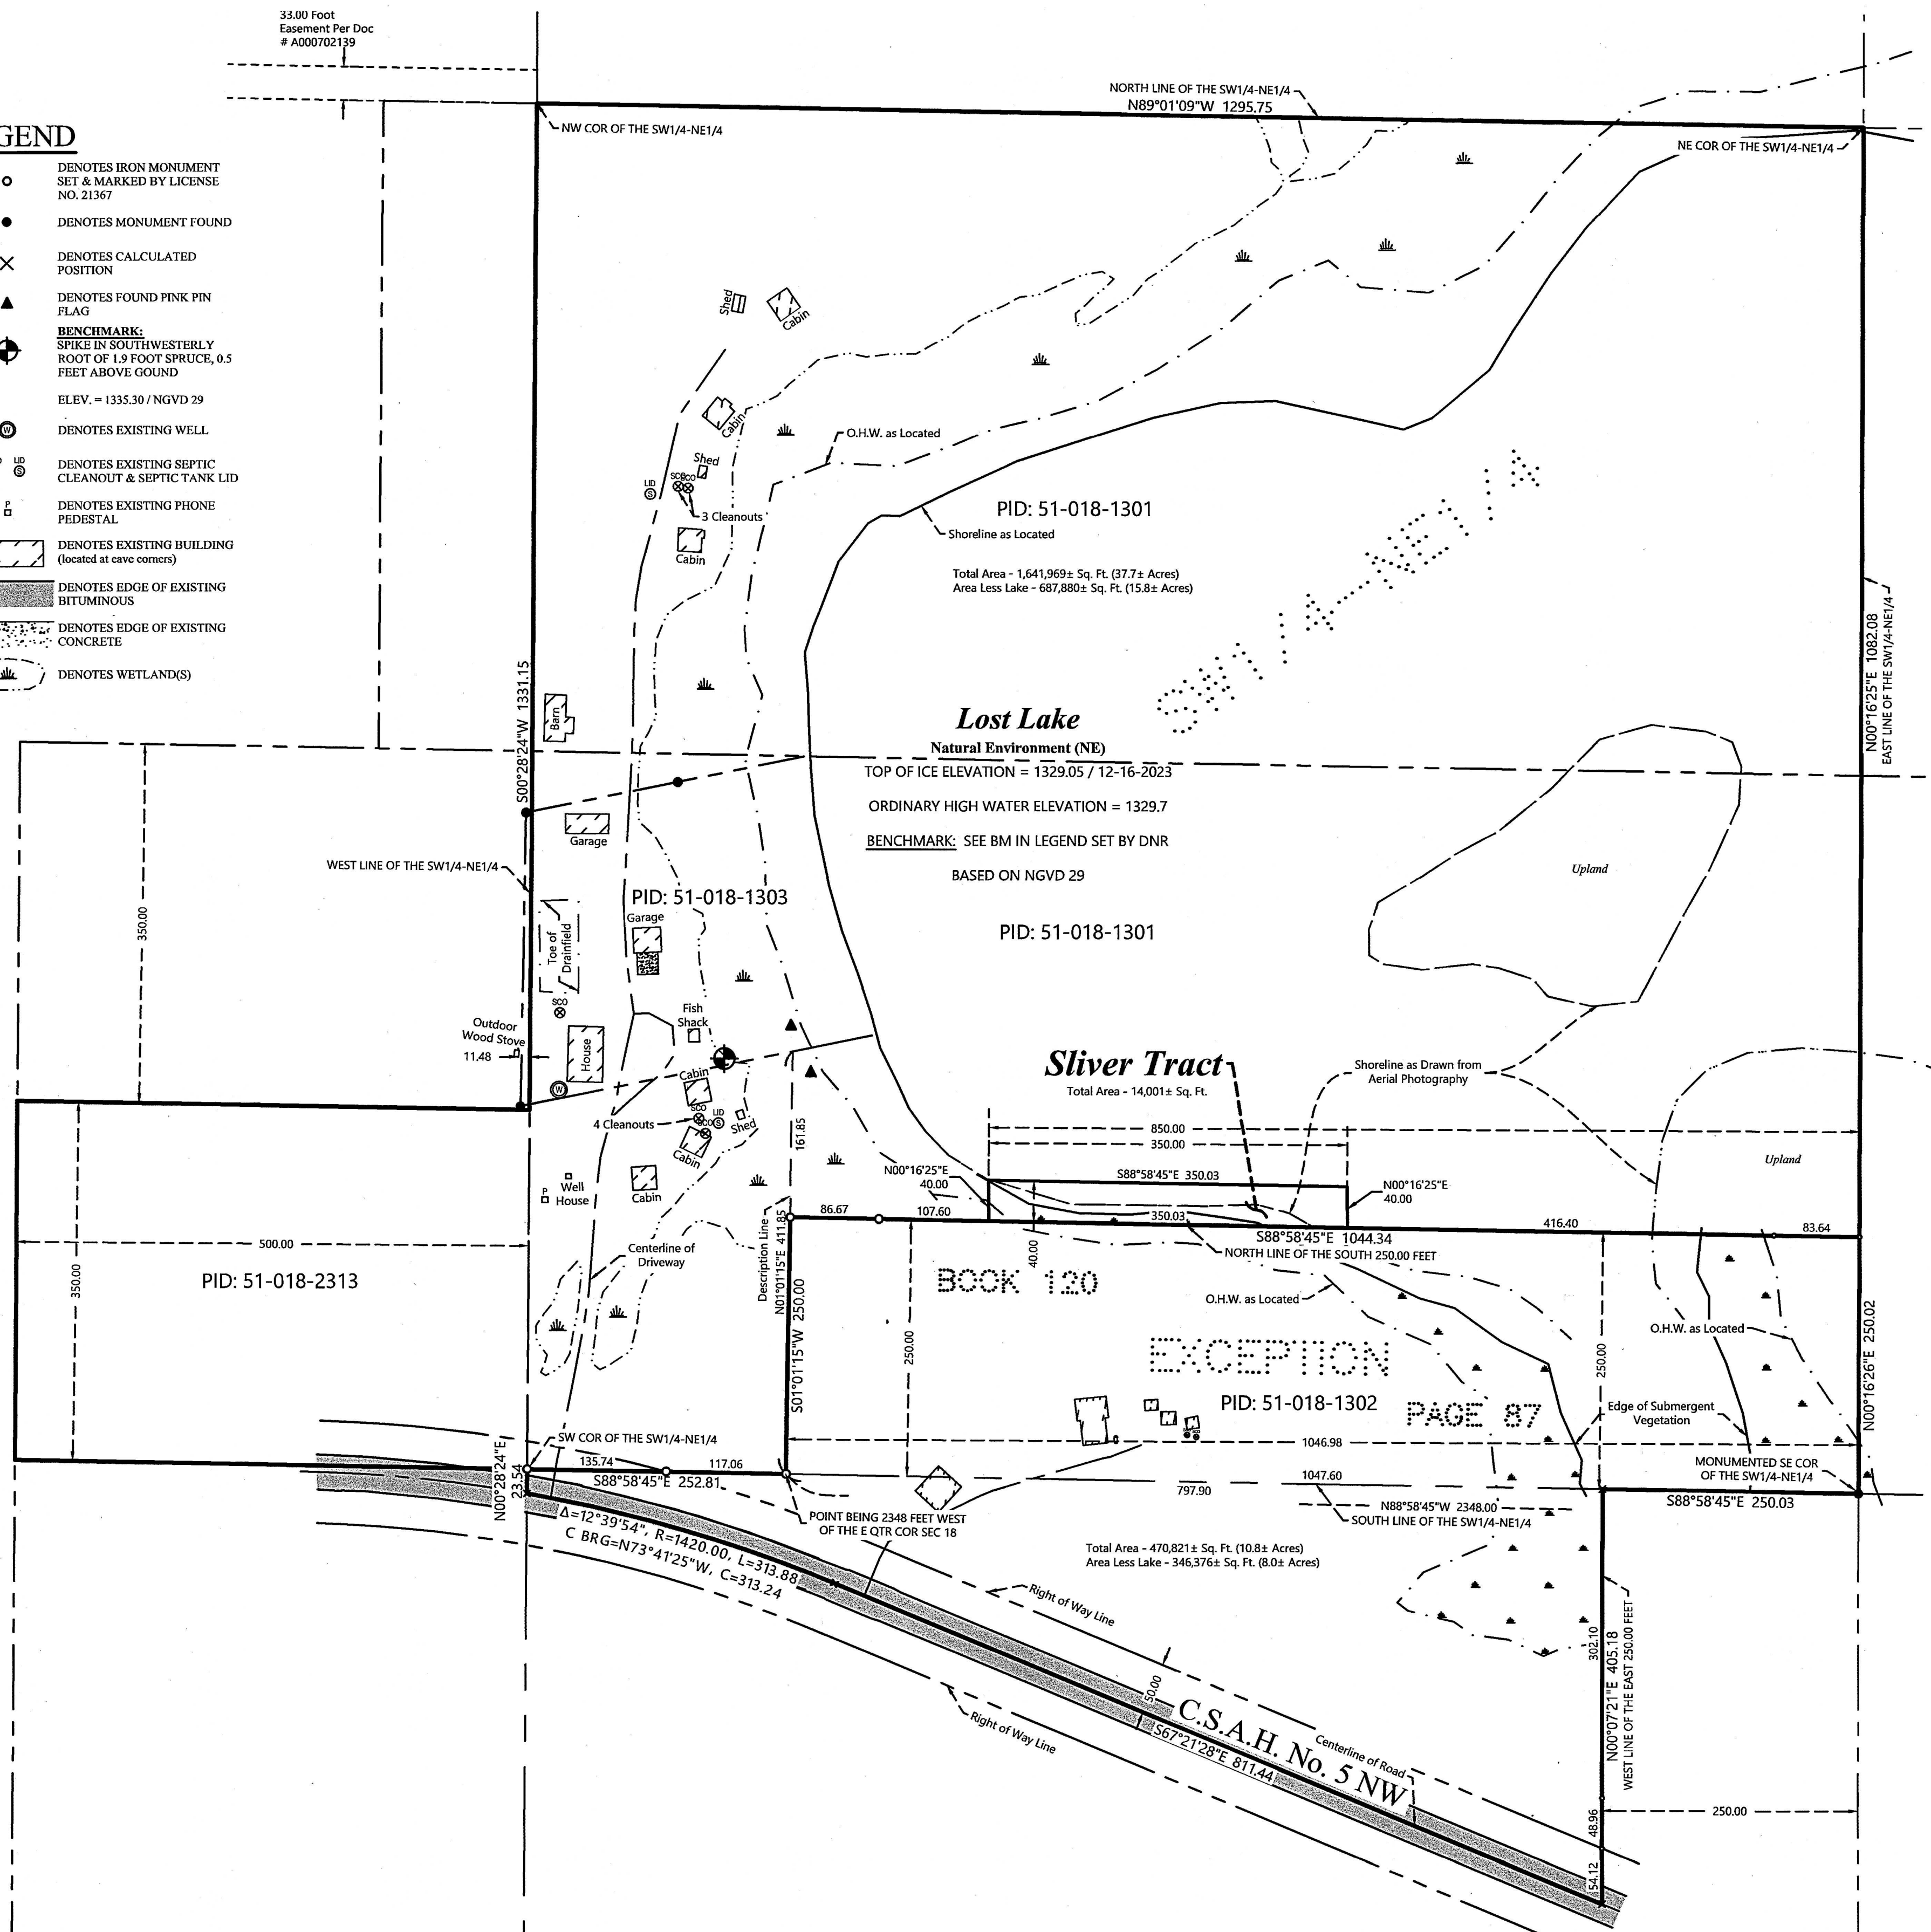 33.00 Foot
Easement Per Doc
# A000702139
NORTH LINE OF THE SW1/4-NE1/4
N89°01'09"W 1295.75
NW COR OF THE SW1/4-NE1/4
NE COR OF THE SW1/4-NE1/4
GEND
DENOTES IRON MONUMENT
SET & MARKED BY LICENSE
NO. 21367
DENOTES MONUMENT FOUND
DENOTES CALCULATED
POSITION
DENOTES FOUND PINK PIN
FLAG
BENCHMARK:
SPIKE IN SOUTHWESTERLY
ROOT OF 1.9 FOOT SPRUCE, 0.5
FEET ABOVE GOUND
ELEV. = 1335.30 / NGVD 29
W
DENOTES EXISTING WELL
LID
S
DENOTES EXISTING SEPTIC
CLEANOUT & SEPTIC TANK LID
P
DENOTES EXISTING PHONE
PEDESTAL
DENOTES EXISTING BUILDING
(located at eave corners)
DENOTES EDGE OF EXISTING
BITUMINOUS
DENOTES EDGE OF EXISTING
CONCRETE
DENOTES WETLAND(S)
Shed
Cabin
Cabin
O.H.W. as Located
Shed
LID
S
SCO
SCO
3 Cleanouts
Cabin
PID: 51-018-1301
Shoreline as Located
Total Area - 1,641,969± Sq. Ft. (37.7± Acres)
Area Less Lake - 687,880± Sq. Ft. (15.8± Acres)
SW1/4-NE1/4
N00°16'25"E 1082.08
EAST LINE OF THE SW1/4-NE1/4
S00°28'24"W 1331.15
Barn
Lost Lake
Natural Environment (NE)
TOP OF ICE ELEVATION = 1329.05 / 12-16-2023
ORDINARY HIGH WATER ELEVATION = 1329.7
BENCHMARK: SEE BM IN LEGEND SET BY DNR
BASED ON NGVD 29
Garage
WEST LINE OF THE SW1/4-NE1/4
PID: 51-018-1303
Upland
350.00
Garage
PID: 51-018-1301
Toe of
Drainfield
SCO
Fish
Shack
Outdoor
Wood Stove
11.48
House
W
Sliver Tract
Total Area - 14,001± Sq. Ft.
Shoreline as Drawn from
Aerial Photography
Cabin
SCO
SCO
LID
S
4 Cleanouts
Shed
Cabin
161.85
850.00
350.00
Upland
N00°16'25"E
40.00
S88°58'45"E 350.03
N00°16'25"E
40.00
P
Well
House
Cabin
86.67
107.60
350.03
416.40
83.64
S88°58'45"E 1044.34
NORTH LINE OF THE SOUTH 250.00 FEET
40.00
500.00
Centerline of
Driveway
Description Line
N01°01'15"E 411.85
S01°01'15"W 250.00
PID: 51-018-2313
350.00
BOOK 120
O.H.W. as Located
O.H.W. as Located
N00°16'26"E 250.02
250.00
250.00
EXCEPTION
PID: 51-018-1302
PAGE 87
Edge of Submergent
Vegetation
SW COR OF THE SW1/4-NE1/4
1046.98
MONUMENTED SE COR
OF THE SW1/4-NE1/4
N00°28'24"E
23.54
135.74
117.06
S88°58'45"E 252.81
1047.60
797.90
N88°58'45"W 2348.00
S88°58'45"E 250.03
POINT BEING 2348 FEET WEST
OF THE E QTR COR SEC 18
SOUTH LINE OF THE SW1/4-NE1/4
Δ=12°39'54", R=1420.00, L=313.88
C BRG=N73°41'25"W, C=313.24
Total Area - 470,821± Sq. Ft. (10.8± Acres)
Area Less Lake - 346,376± Sq. Ft. (8.0± Acres)
Right of Way Line
302.10
N00°07'21"E 405.18
WEST LINE OF THE EAST 250.00 FEET
50.00
C.S.A.H. No. 5 NW
Right of Way Line
S67°21'28"E 811.44
Centerline of Road
250.00
48.96
54.12